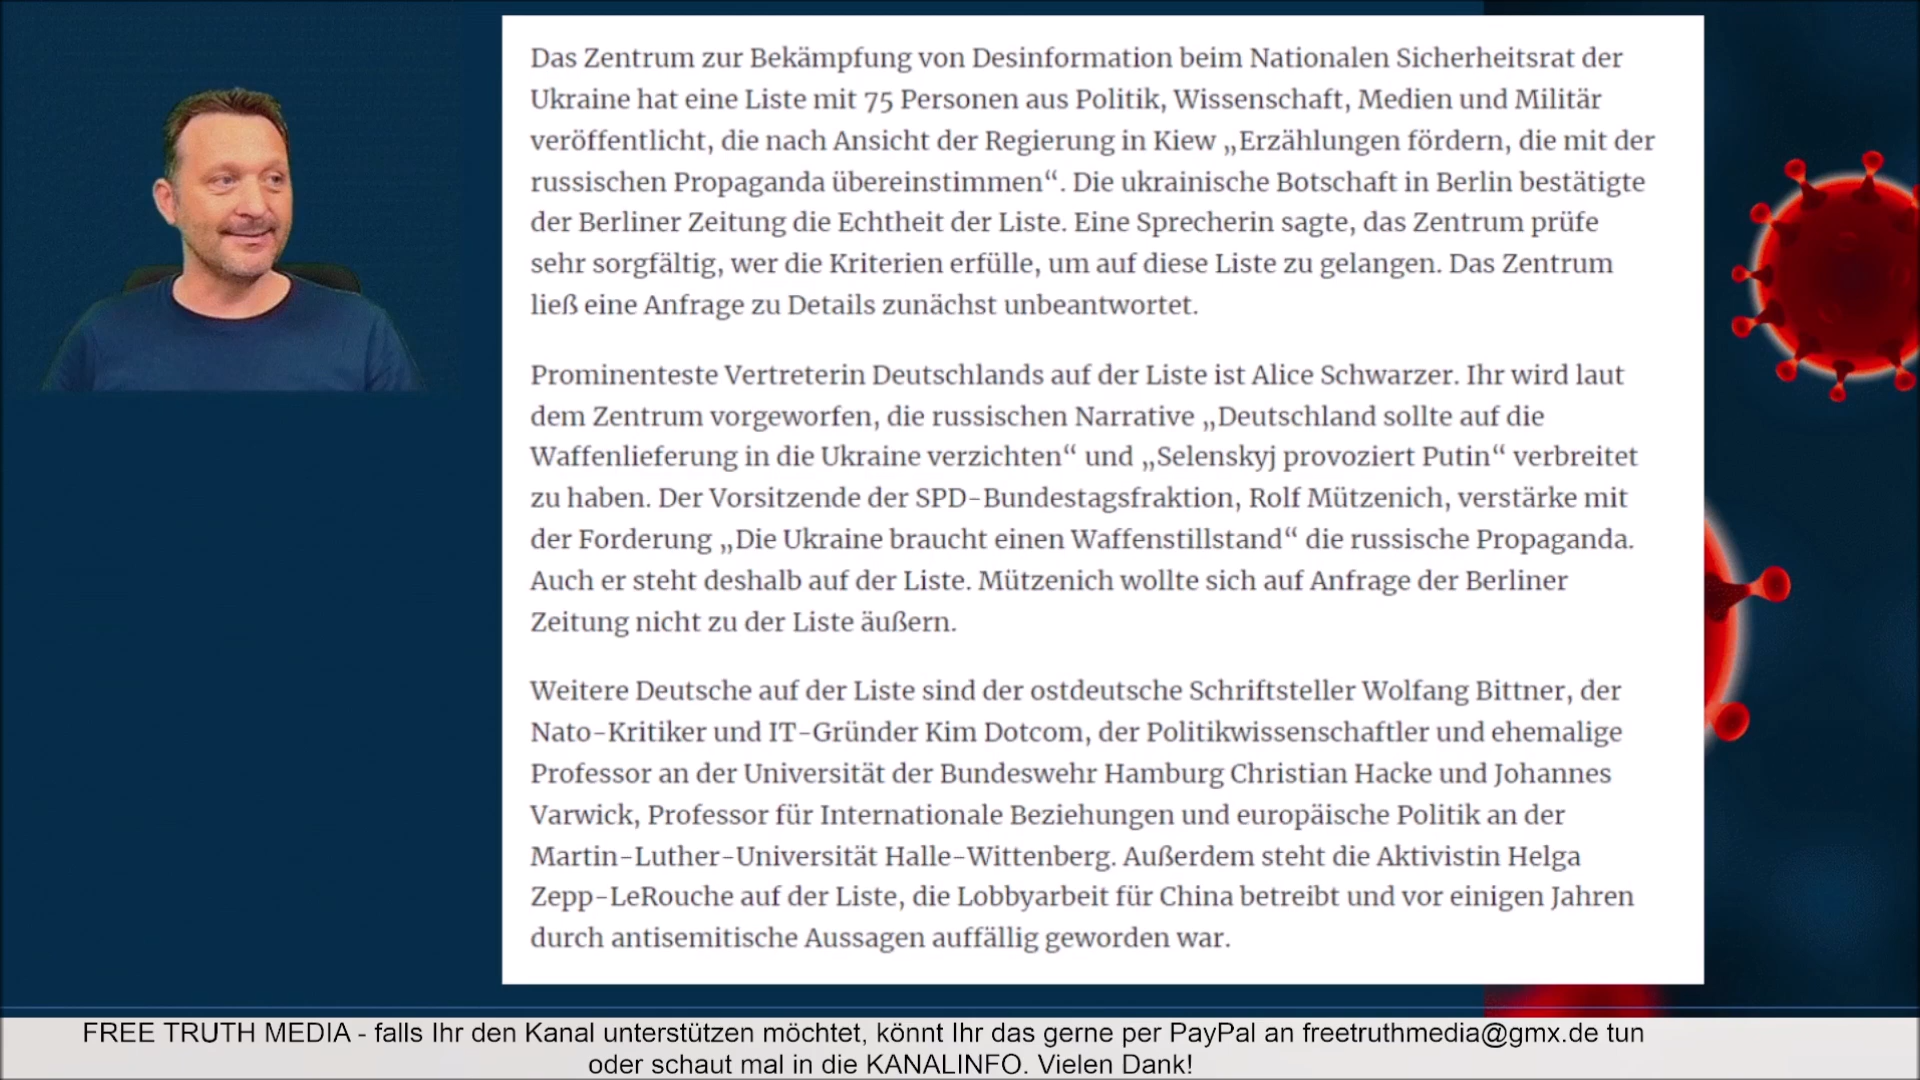 Das Zentrum zur Bekämpfung von Desinformation beim Nationalen Sicherheitsrat der
Ukraine hat eine Liste mit 75 Personen aus Politik, Wissenschaft, Medien und Militär
veröffentlicht, die nach Ansicht der Regierung in Kiew „Erzählungen fördern, die mit der
russischen Propaganda übereinstimmen“. Die ukrainische Botschaft in Berlin bestätigte
der Berliner Zeitung die Echtheit der Liste. Eine Sprecherin sagte, das Zentrum prüfe
sehr sorgfältig, wer die Kriterien erfülle, um auf diese Liste zu gelangen. Das Zentrum
ließ eine Anfrage zu Details zunächst unbeantwortet.
Prominenteste Vertreterin Deutschlands auf der Liste ist Alice Schwarzer. Ihr wird laut
dem Zentrum vorgeworfen, die russischen Narrative „Deutschland sollte auf die
Waffenlieferung in die Ukraine verzichten“ und „Selenskyj provoziert Putin“ verbreitet
zu haben. Der Vorsitzende der SPD-Bundestagsfraktion, Rolf Mützenich, verstärke mit
der Forderung „Die Ukraine braucht einen Waffenstillstand“ die russische Propaganda.
Auch er steht deshalb auf der Liste. Mützenich wollte sich auf Anfrage der Berliner
Zeitung nicht zu der Liste äußern.
Weitere Deutsche auf der Liste sind der ostdeutsche Schriftsteller Wolfang Bittner, der
Nato-Kritiker und IT-Gründer Kim Dotcom, der Politikwissenschaftler und ehemalige
Professor an der Universität der Bundeswehr Hamburg Christian Hacke und Johannes
Varwick, Professor für Internationale Beziehungen und europäische Politik an der
Martin-Luther-Universität Halle-Wittenberg. Außerdem steht die Aktivistin Helga
Zepp-LeRouche auf der Liste, die Lobbyarbeit für China betreibt und vor einigen Jahren
durch antisemitische Aussagen auffällig geworden war.
FREE TRUTH MEDIA - falls Ihr den Kanal unterstützen möchtet, könnt Ihr das gerne per PayPal an freetruthmedia@gmx.de tun
oder schaut mal in die KANALINFO. Vielen Dank!